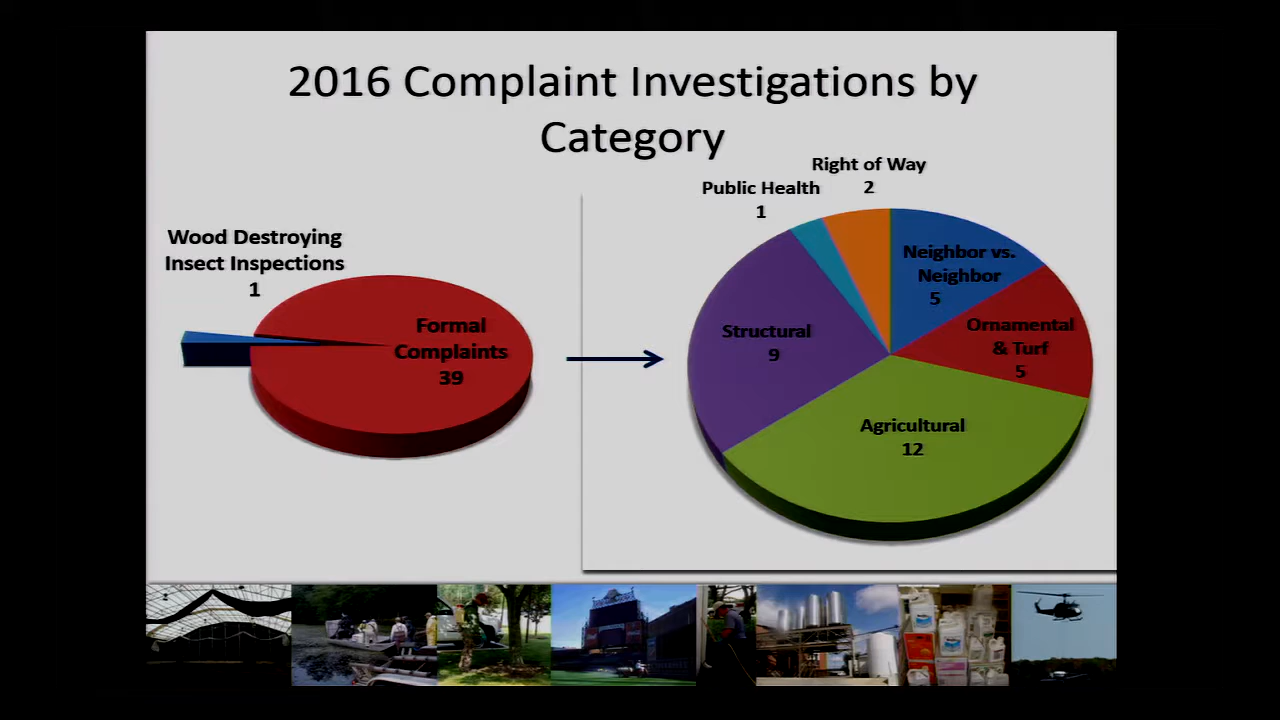 2016 Complaint Investigations by
Category
Wood Destroying
Insect Inspections
1
Formal
Complaints
39
Right of Way
2
Public Health
1
Neighbor vs.
Neighbor
5
Ornamental
& Turf
5
Structural
9
Agricultural
12